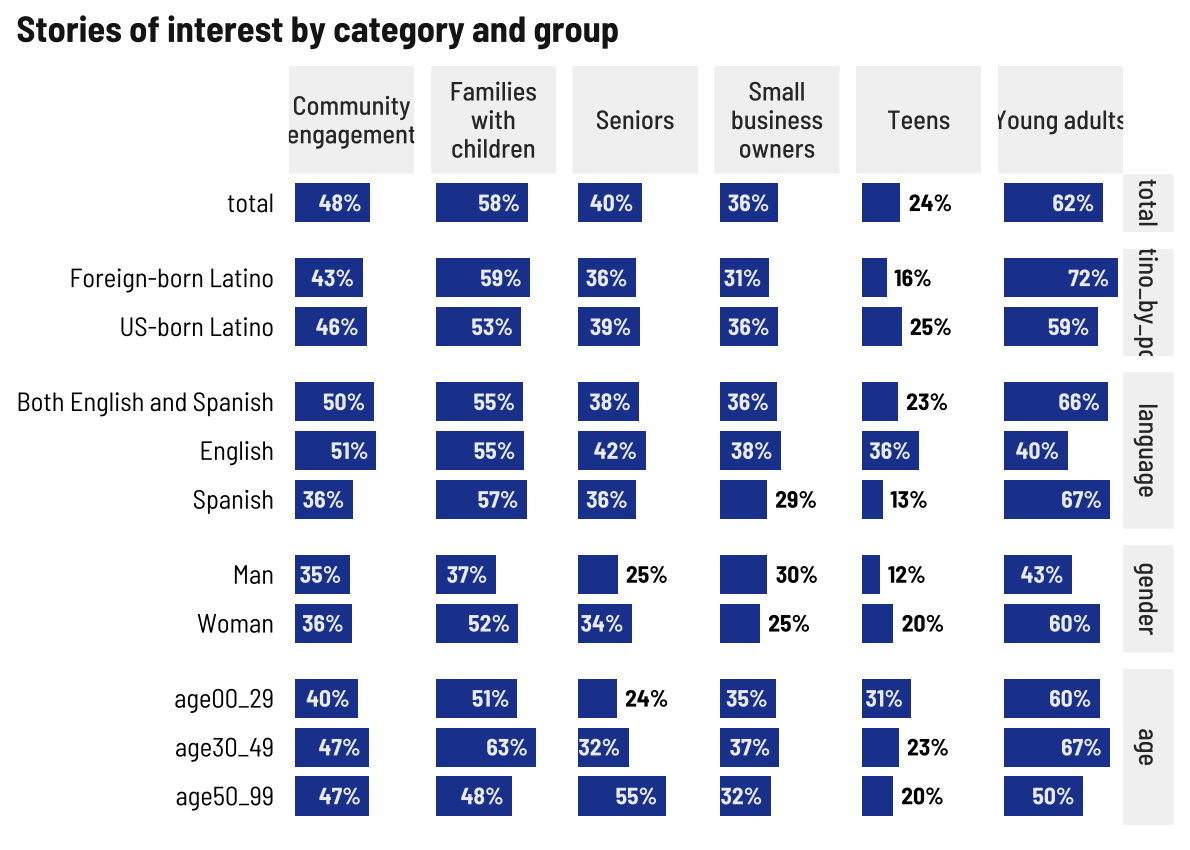 Stories of interest by category and group
Community
engagement
Families
with
children
Seniors
Small
business
owners
Teens
Young adults
total 48% 58% 40% 36% 24% 62% total
Foreign-born Latino 43% 59% 36% 31% 16% 72%
US-born Latino 46% 53% 39% 36% 25% 59%
tino_by_po
Both English and Spanish 50% 55% 38% 36% 23% 66%
English 51% 55% 42% 38% 36% 40%
Spanish 36% 57% 36% 29% 13% 67%
language
Man 35% 37% 25% 30% 12% 43%
Woman 36% 52% 34% 25% 20% 60%
gender
age00_29 40% 51% 24% 35% 31% 60%
age30_49 47% 63% 32% 37% 23% 67%
age50_99 47% 48% 55% 32% 20% 50%
age